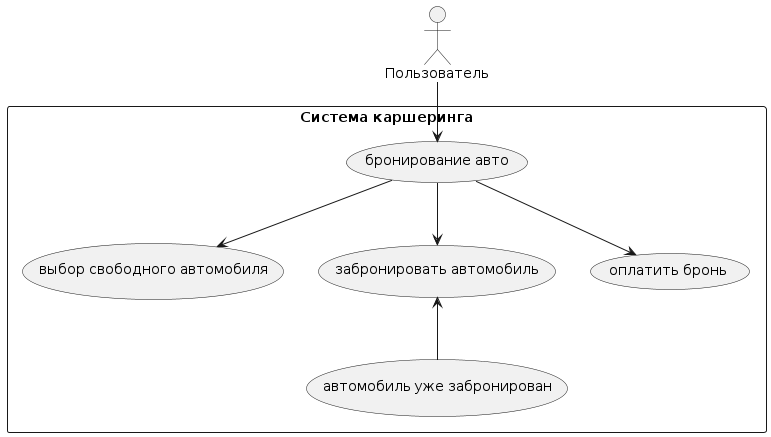 Пользователь
Система каршеринга
бронирование авто
выбор свободного автомобиля
забронировать автомобиль
оплатить бронь
автомобиль уже забронирован